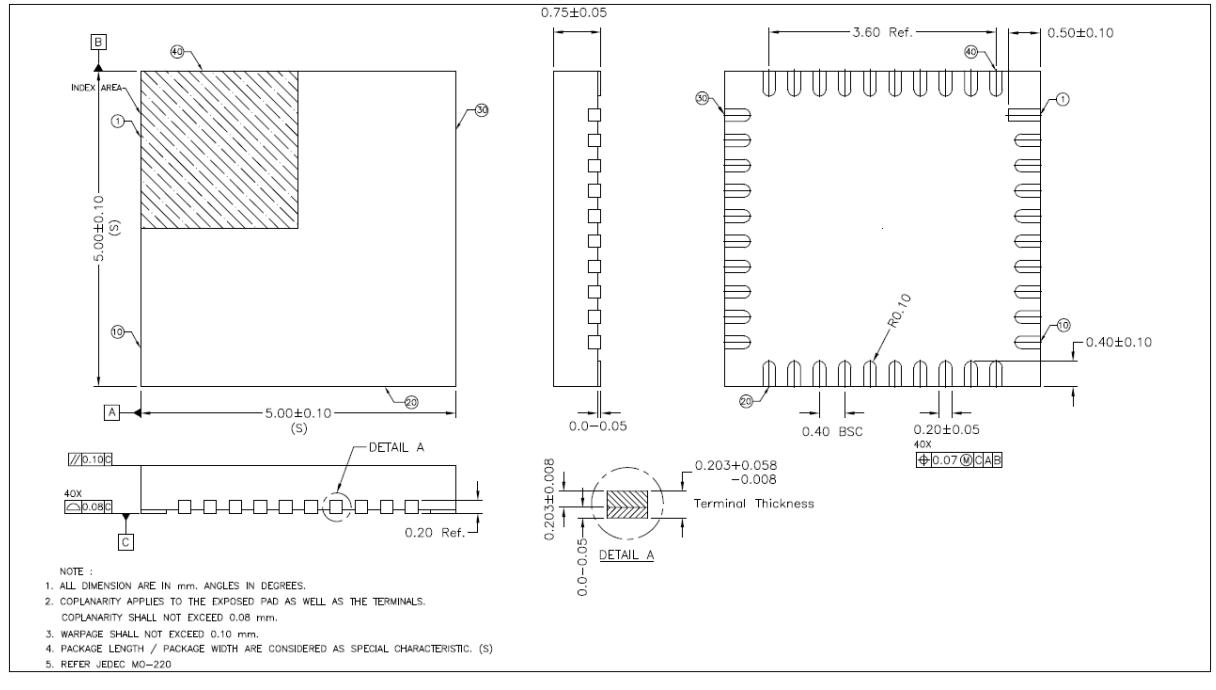 0.75±0.05
3.60 Ref.
0.50±0.10
B
40
INDEX AREA
1
30
5.00±0.10
(S)
10
20
A
5.00±0.10
(S)
40
30
1
R0.10
10
0.40±0.10
20
0.0−0.05
0.40 BSC
0.20±0.05
40X
0.07 M C A B
// 0.10 C
40X
0.08 C
C
DETAIL A
0.20 Ref.
0.203±0.008
0.0−0.05
0.203+0.058
−0.008
Terminal Thickness
DETAIL A
NOTE :
1. ALL DIMENSION ARE IN mm. ANGLES IN DEGREES.
2. COPLANARITY APPLIES TO THE EXPOSED PAD AS WELL AS THE TERMINALS.
COPLANARITY SHALL NOT EXCEED 0.08 mm.
3. WARPAGE SHALL NOT EXCEED 0.10 mm.
4. PACKAGE LENGTH / PACKAGE WIDTH ARE CONSIDERED AS SPECIAL CHARACTERISTIC. (S)
5. REFER JEDEC MO−220